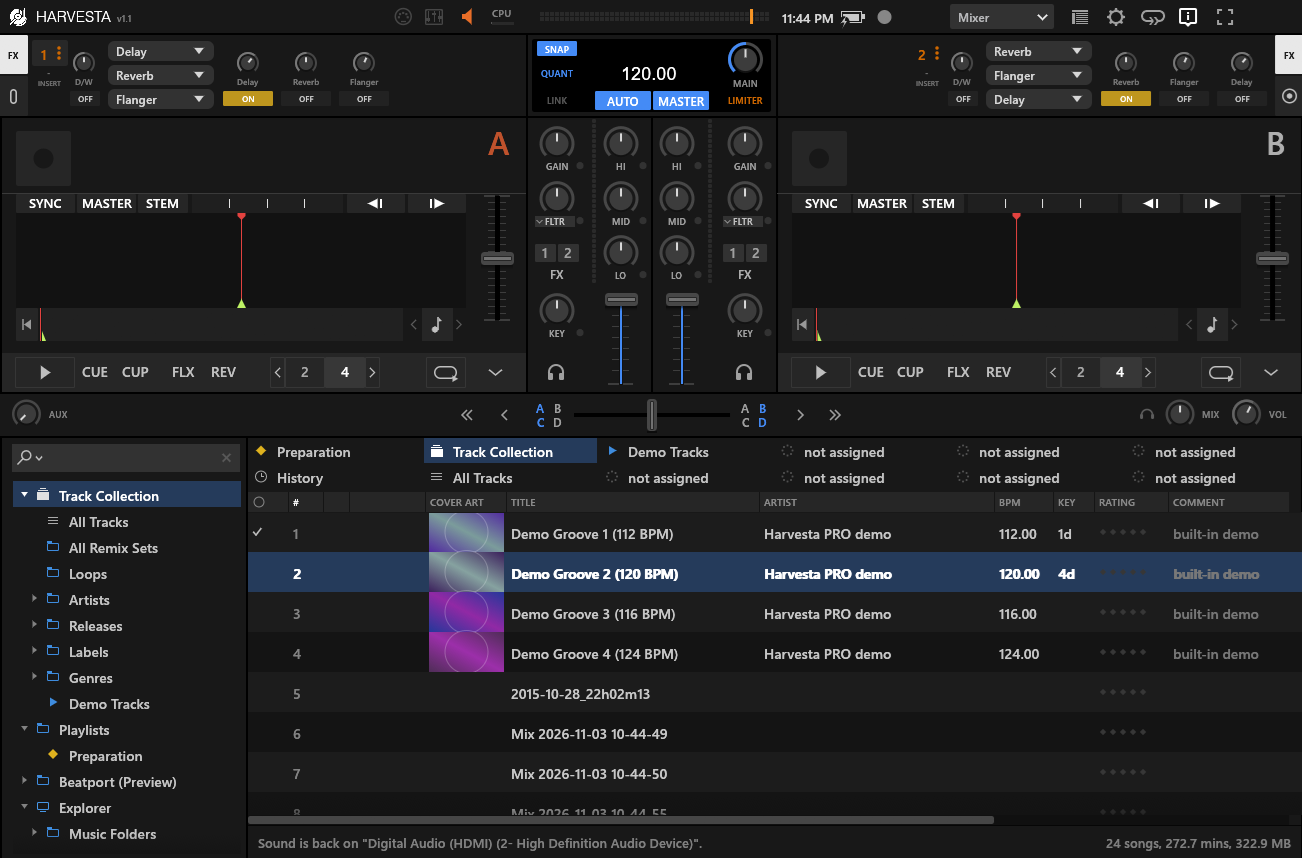 HARVESTA v1.1
CPU
11:44 PM
Mixer
FX
1
INSERT
D/W
OFF
Delay
Reverb
Flanger
Delay
ON
Reverb
OFF
Flanger
OFF
SNAP
QUANT
LINK
120.00
AUTO
MASTER
MAIN
LIMITER
2
INSERT
D/W
OFF
Reverb
Flanger
Delay
Reverb
ON
Flanger
OFF
Delay
OFF
FX
A
SYNC MASTER STEM
CUE CUP FLX REV 2 4
GAIN HI HI GAIN
FLTR MID MID FLTR
1 2 1 2
FX LO LO FX
KEY KEY
B
SYNC MASTER STEM
CUE CUP FLX REV 2 4
AUX
A B
C D
A B
C D
MIX
VOL
Track Collection
All Tracks
All Remix Sets
Loops
Artists
Releases
Labels
Genres
Demo Tracks
Playlists
Preparation
Beatport (Preview)
Explorer
Music Folders
Preparation Track Collection Demo Tracks not assigned not assigned not assigned
History All Tracks not assigned not assigned not assigned not assigned
# COVER ART TITLE ARTIST BPM KEY RATING COMMENT
1 Demo Groove 1 (112 BPM) Harvesta PRO demo 112.00 1d built-in demo
2 Demo Groove 2 (120 BPM) Harvesta PRO demo 120.00 4d built-in demo
3 Demo Groove 3 (116 BPM) Harvesta PRO demo 116.00 built-in demo
4 Demo Groove 4 (124 BPM) Harvesta PRO demo 124.00 built-in demo
5 2015-10-28_22h02m13
6 Mix 2026-11-03 10-44-49
7 Mix 2026-11-03 10-44-50
8 Mix 2026-11-03 10-44-55
Sound is back on "Digital Audio (HDMI) (2- High Definition Audio Device)".
24 songs, 272.7 mins, 322.9 MB